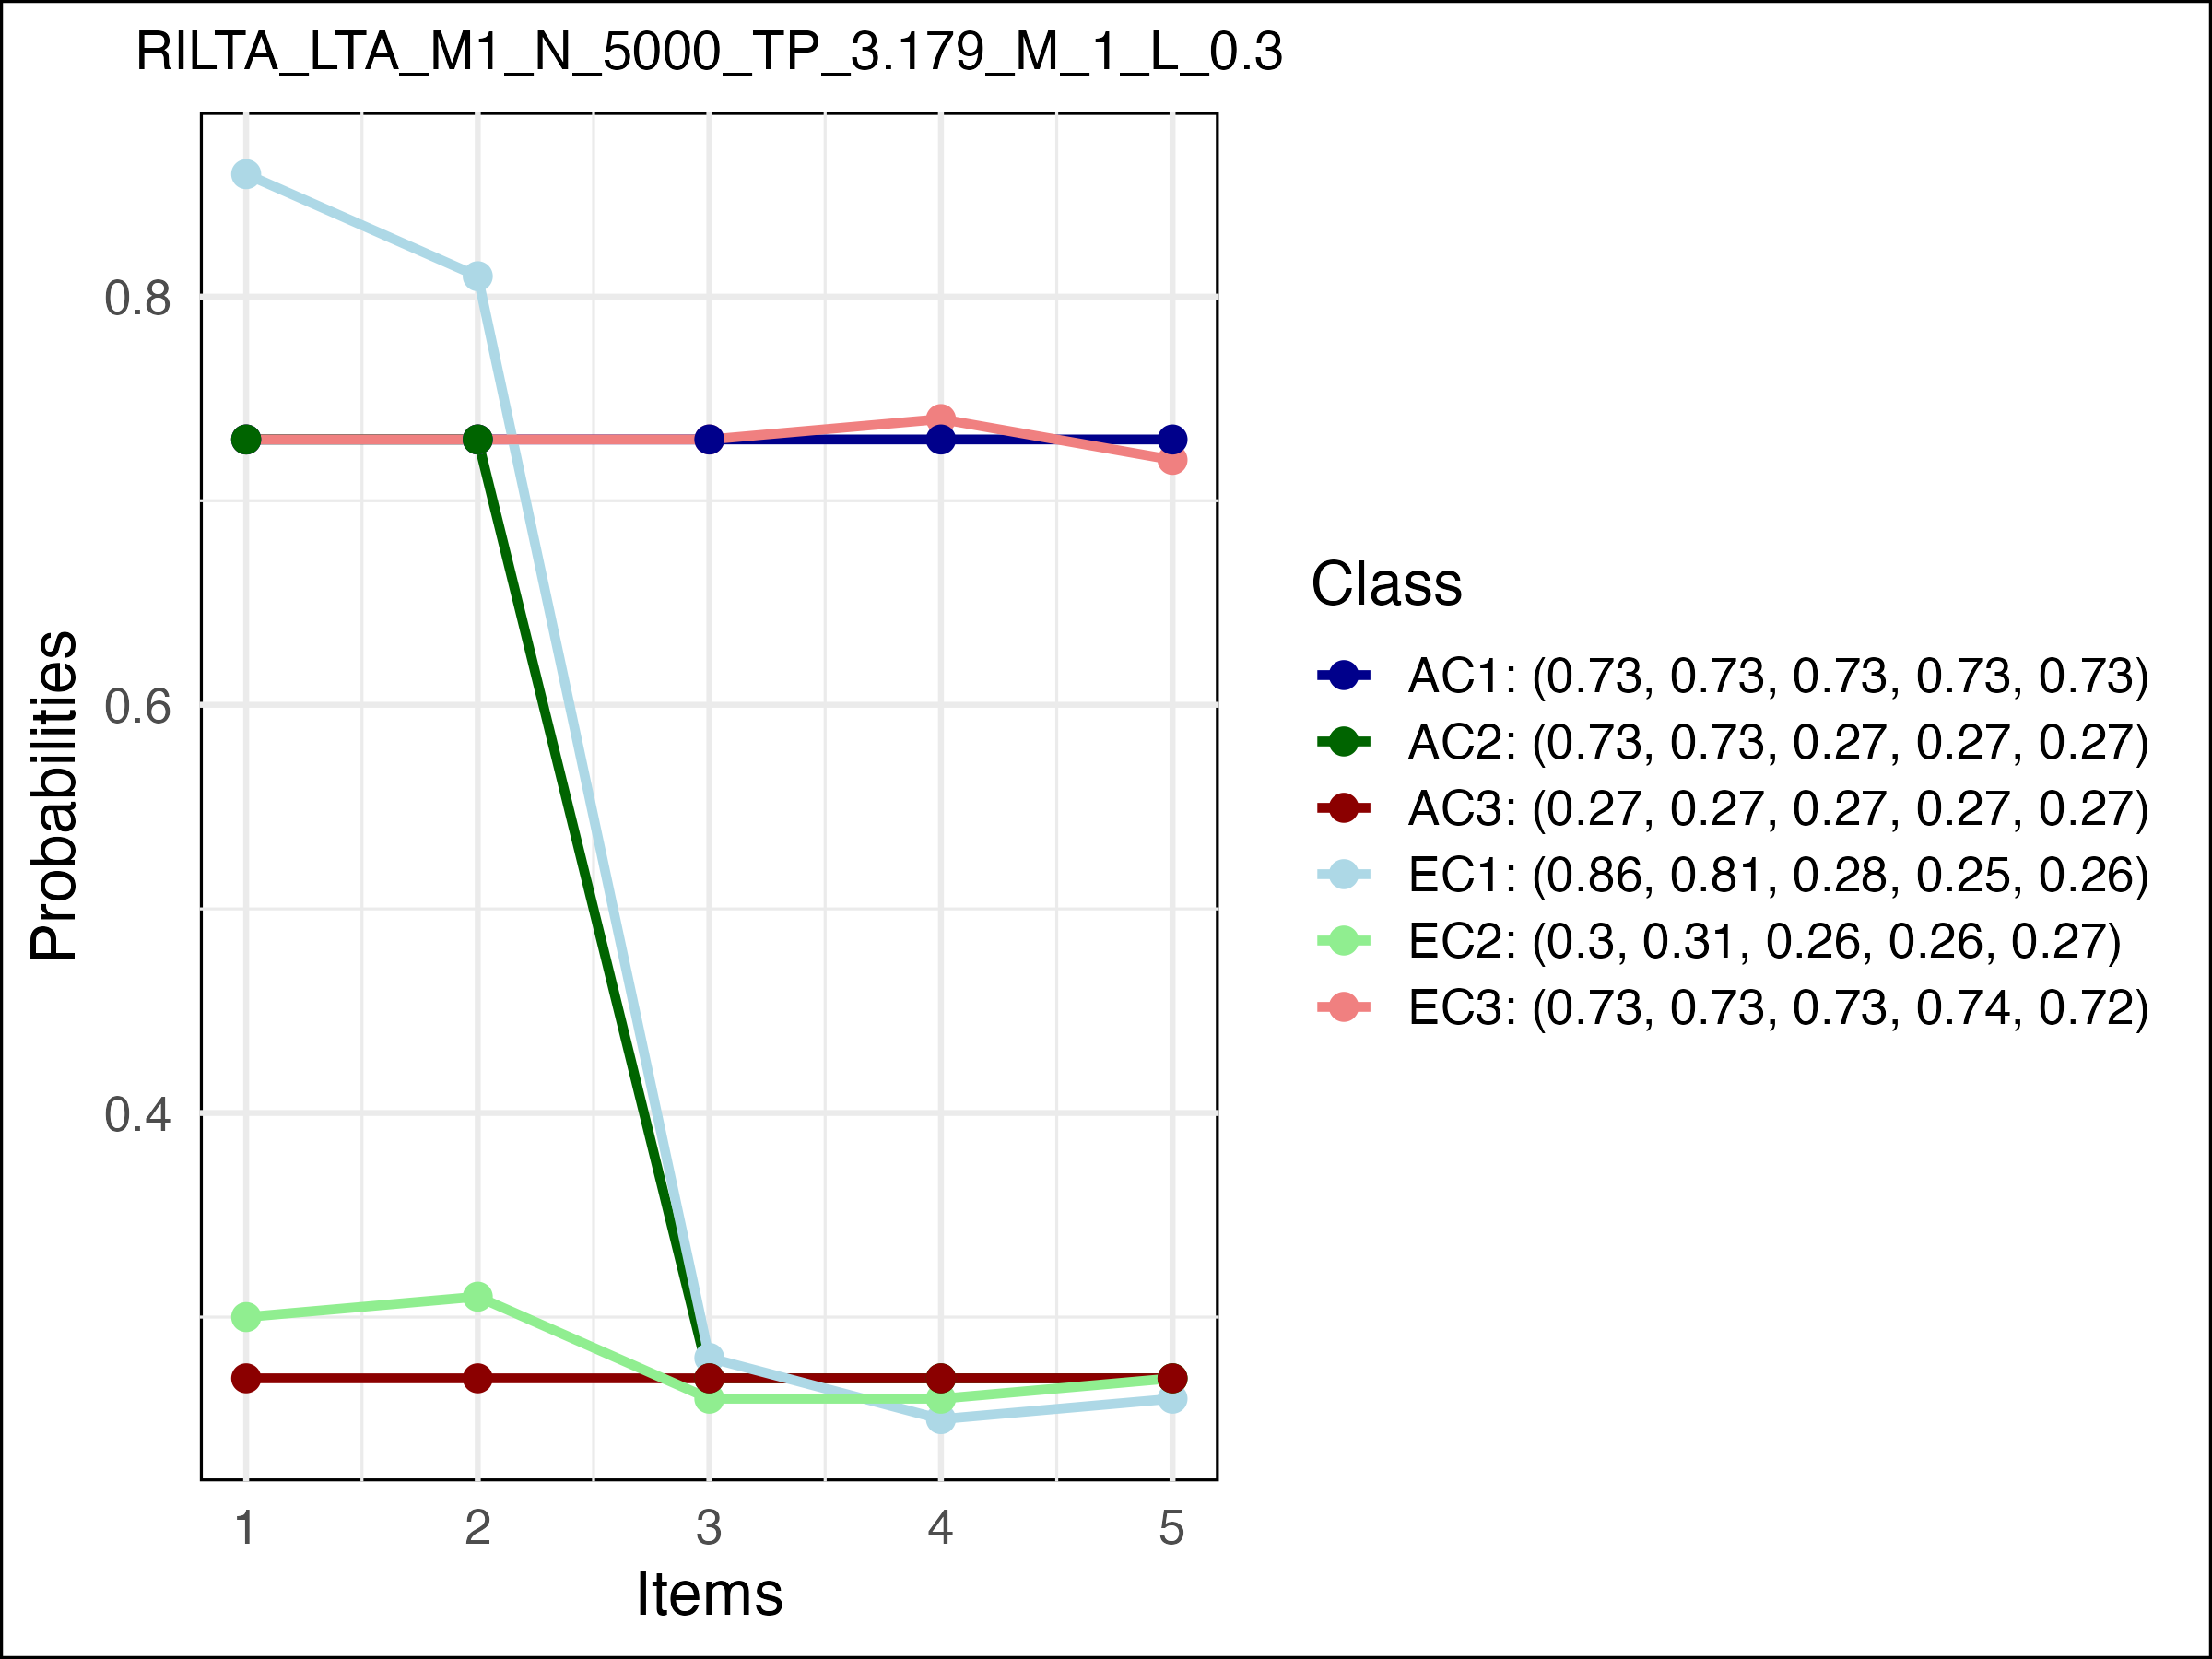 RILTA_LTA_M1_N_5000_TP_3.179_M_1_L_0.3
Probabilities
0.8
0.6
0.4
1 2 3 4 5
Items
Class
AC1: (0.73, 0.73, 0.73, 0.73, 0.73)
AC2: (0.73, 0.73, 0.27, 0.27, 0.27)
AC3: (0.27, 0.27, 0.27, 0.27, 0.27)
EC1: (0.86, 0.81, 0.28, 0.25, 0.26)
EC2: (0.3, 0.31, 0.26, 0.26, 0.27)
EC3: (0.73, 0.73, 0.73, 0.74, 0.72)